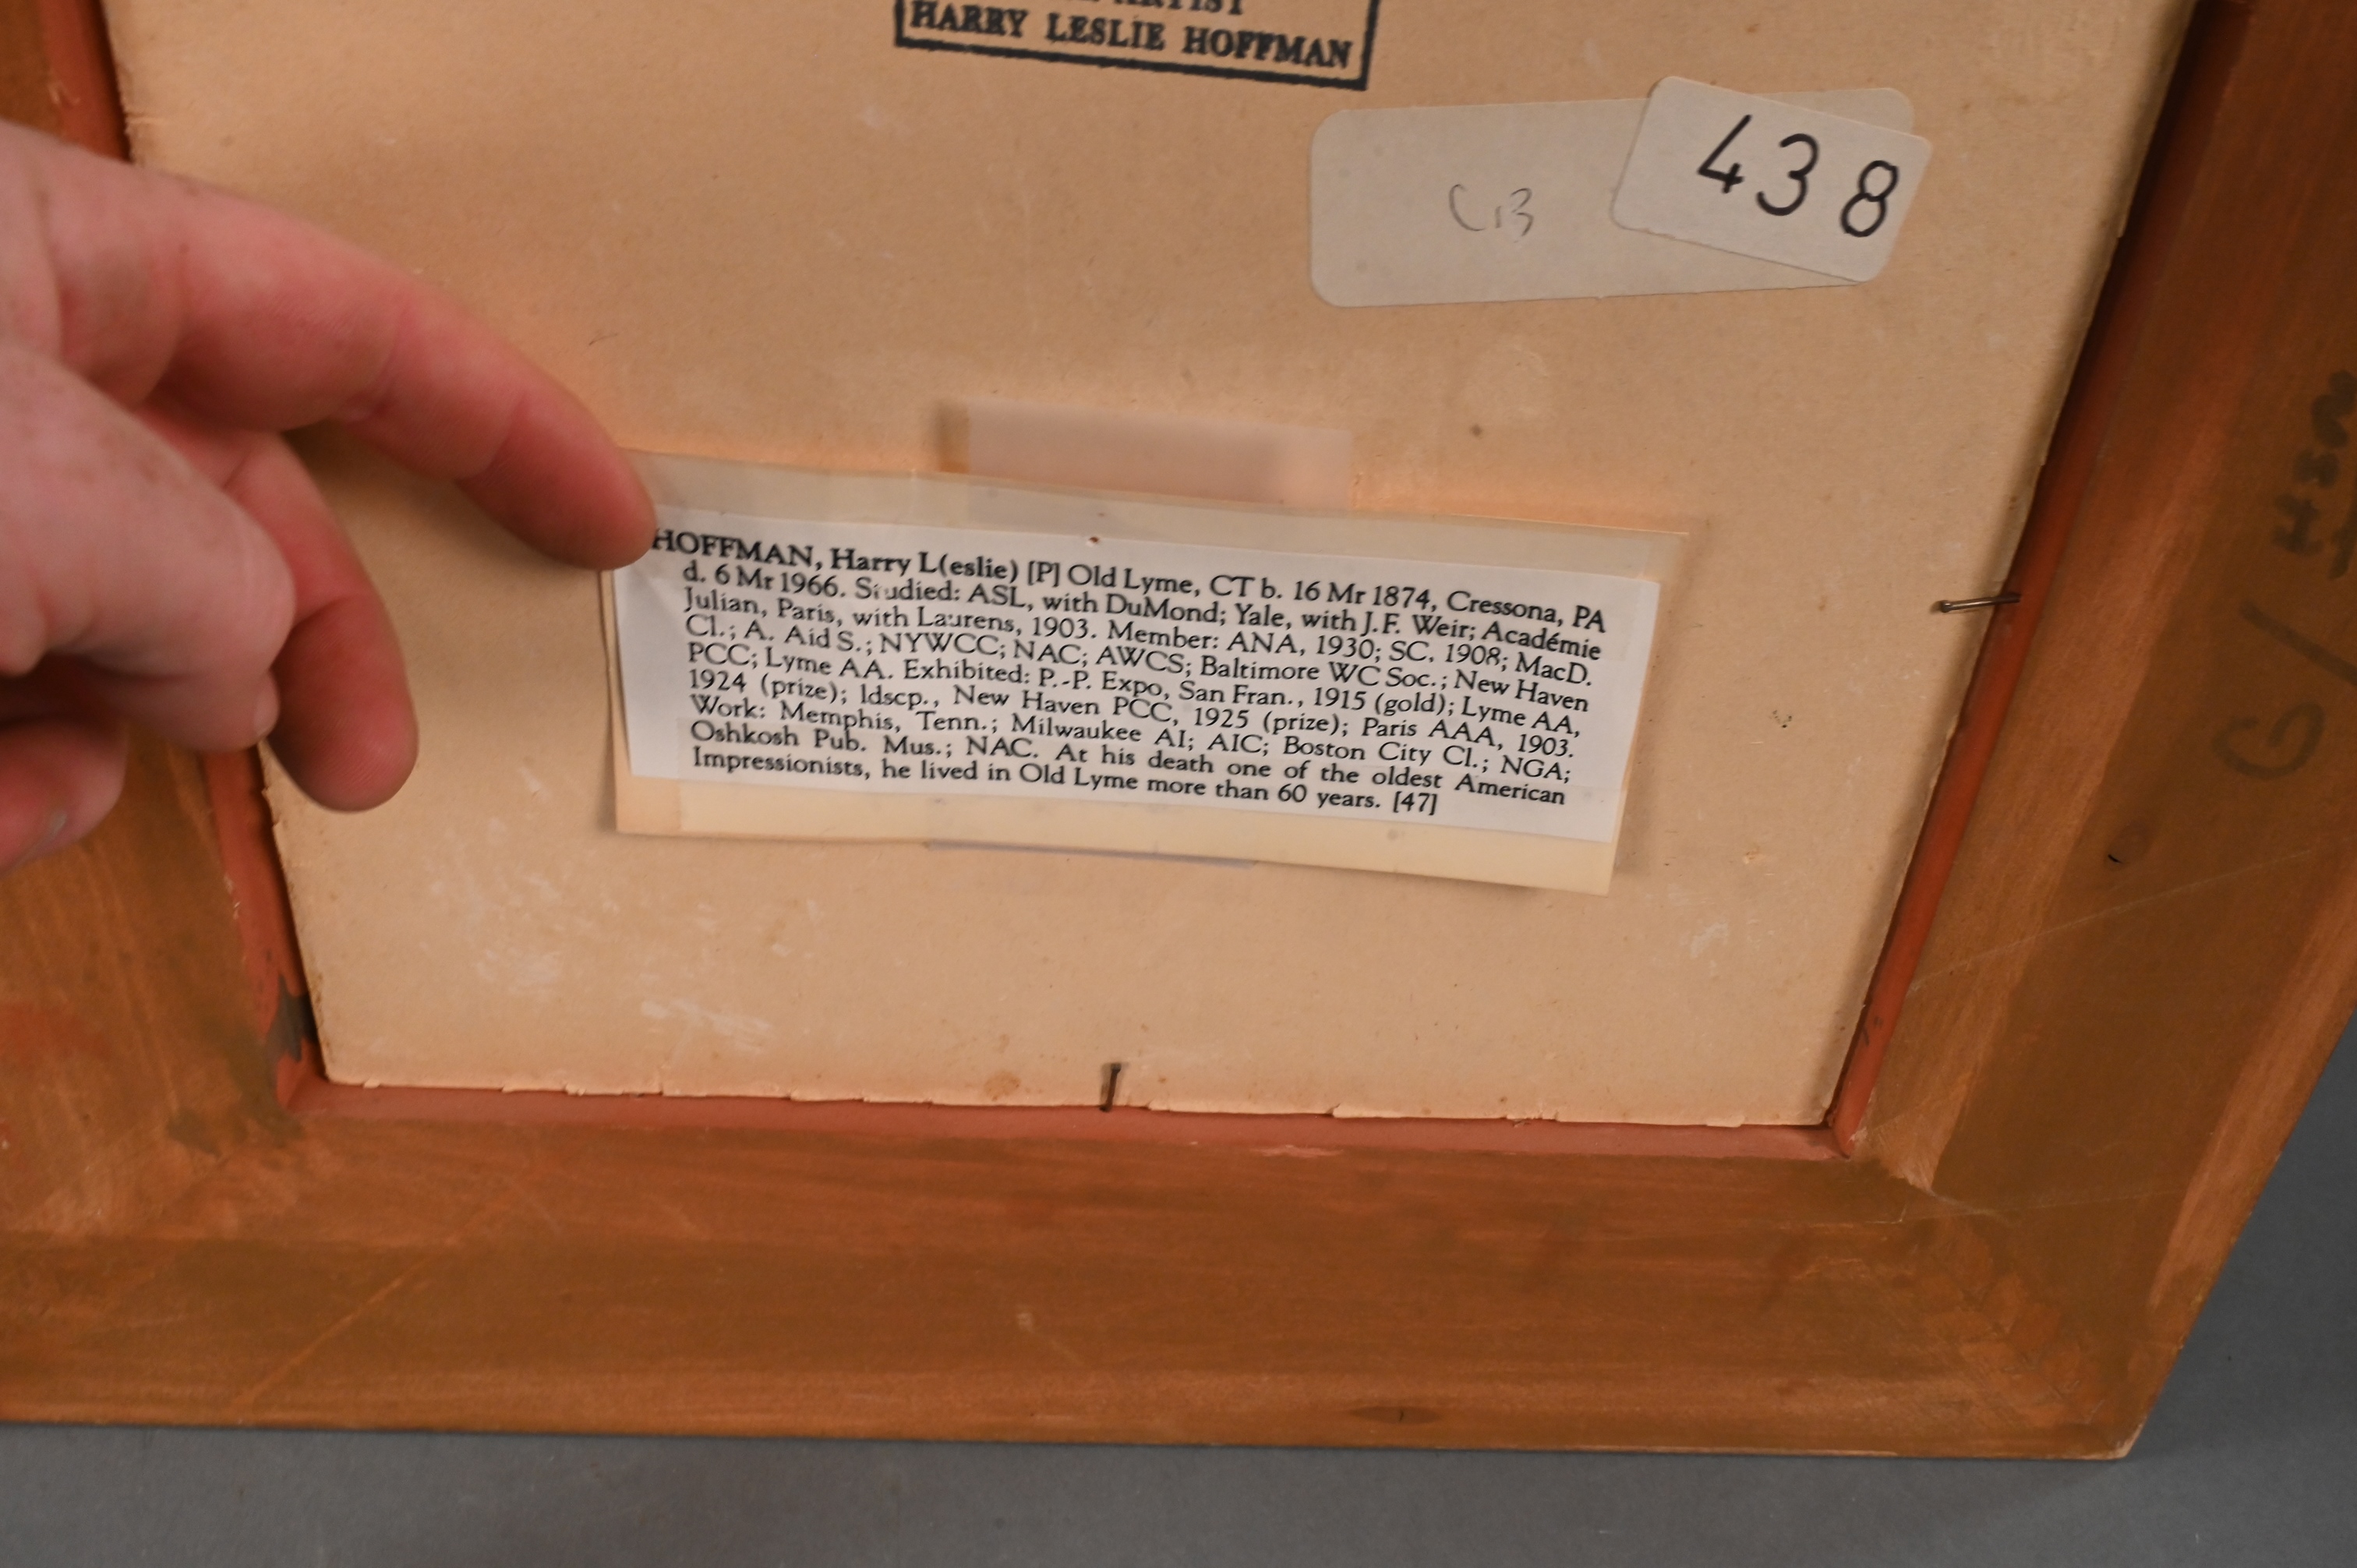 ARTIST
HARRY LESLIE HOFFMAN
438
CB
HOFFMAN, Harry L(eslie) [P] Old Lyme, CT b. 16 Mr 1874, Cressona, PA
d. 6 Mr 1966. Studied: ASL, with DuMond; Yale, with J.F. Weir; Académie
Julian, Paris, with Laurens, 1903. Member: ANA, 1930; SC, 1908; MacD.
Cl.; A. Aid S.; NYWCC; NAC; AWCS; Baltimore WC Soc.; New Haven
PCC; Lyme AA. Exhibited: P.-P. Expo, San Fran., 1915 (gold); Lyme AA,
1924 (prize); ldscp., New Haven PCC, 1925 (prize); Paris AAA, 1903.
Work: Memphis, Tenn.; Milwaukee AI; AIC; Boston City Cl.; NGA;
Oshkosh Pub. Mus.; NAC. At his death one of the oldest American
Impressionists, he lived in Old Lyme more than 60 years. [47]